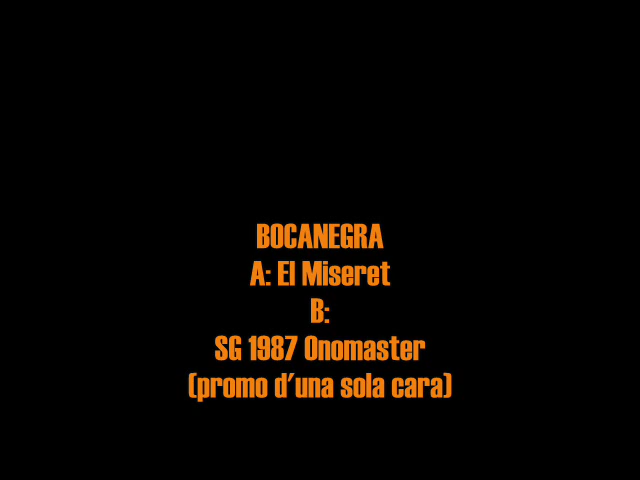 BOCANEGRA
A: El Miseret
B:
SG 1987 Onomaster
(promo d'una sola cara)